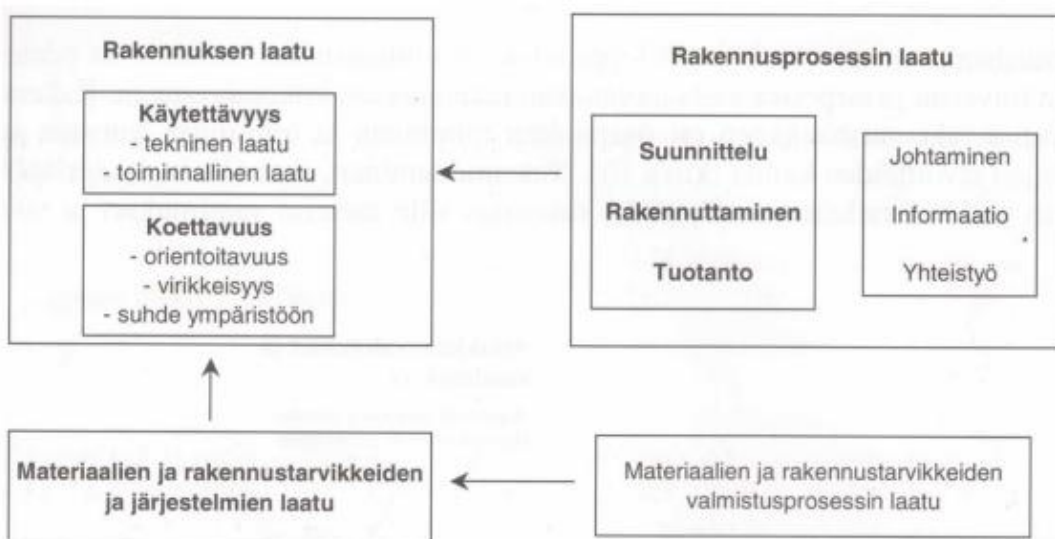 Rakennuksen laatu
Käytettävyys
- tekninen laatu
- toiminnallinen laatu
Koettavuus
- orientoitavuus
- virikkeisyys
- suhde ympäristöön
Rakennusprosessin laatu
Suunnittelu
Rakennuttaminen
Tuotanto
Johtaminen
Informaatio
Yhteistyö
Materiaalien ja rakennustarvikkeiden
ja järjestelmien laatu
Materiaalien ja rakennustarvikkeiden
valmistusprosessin laatu